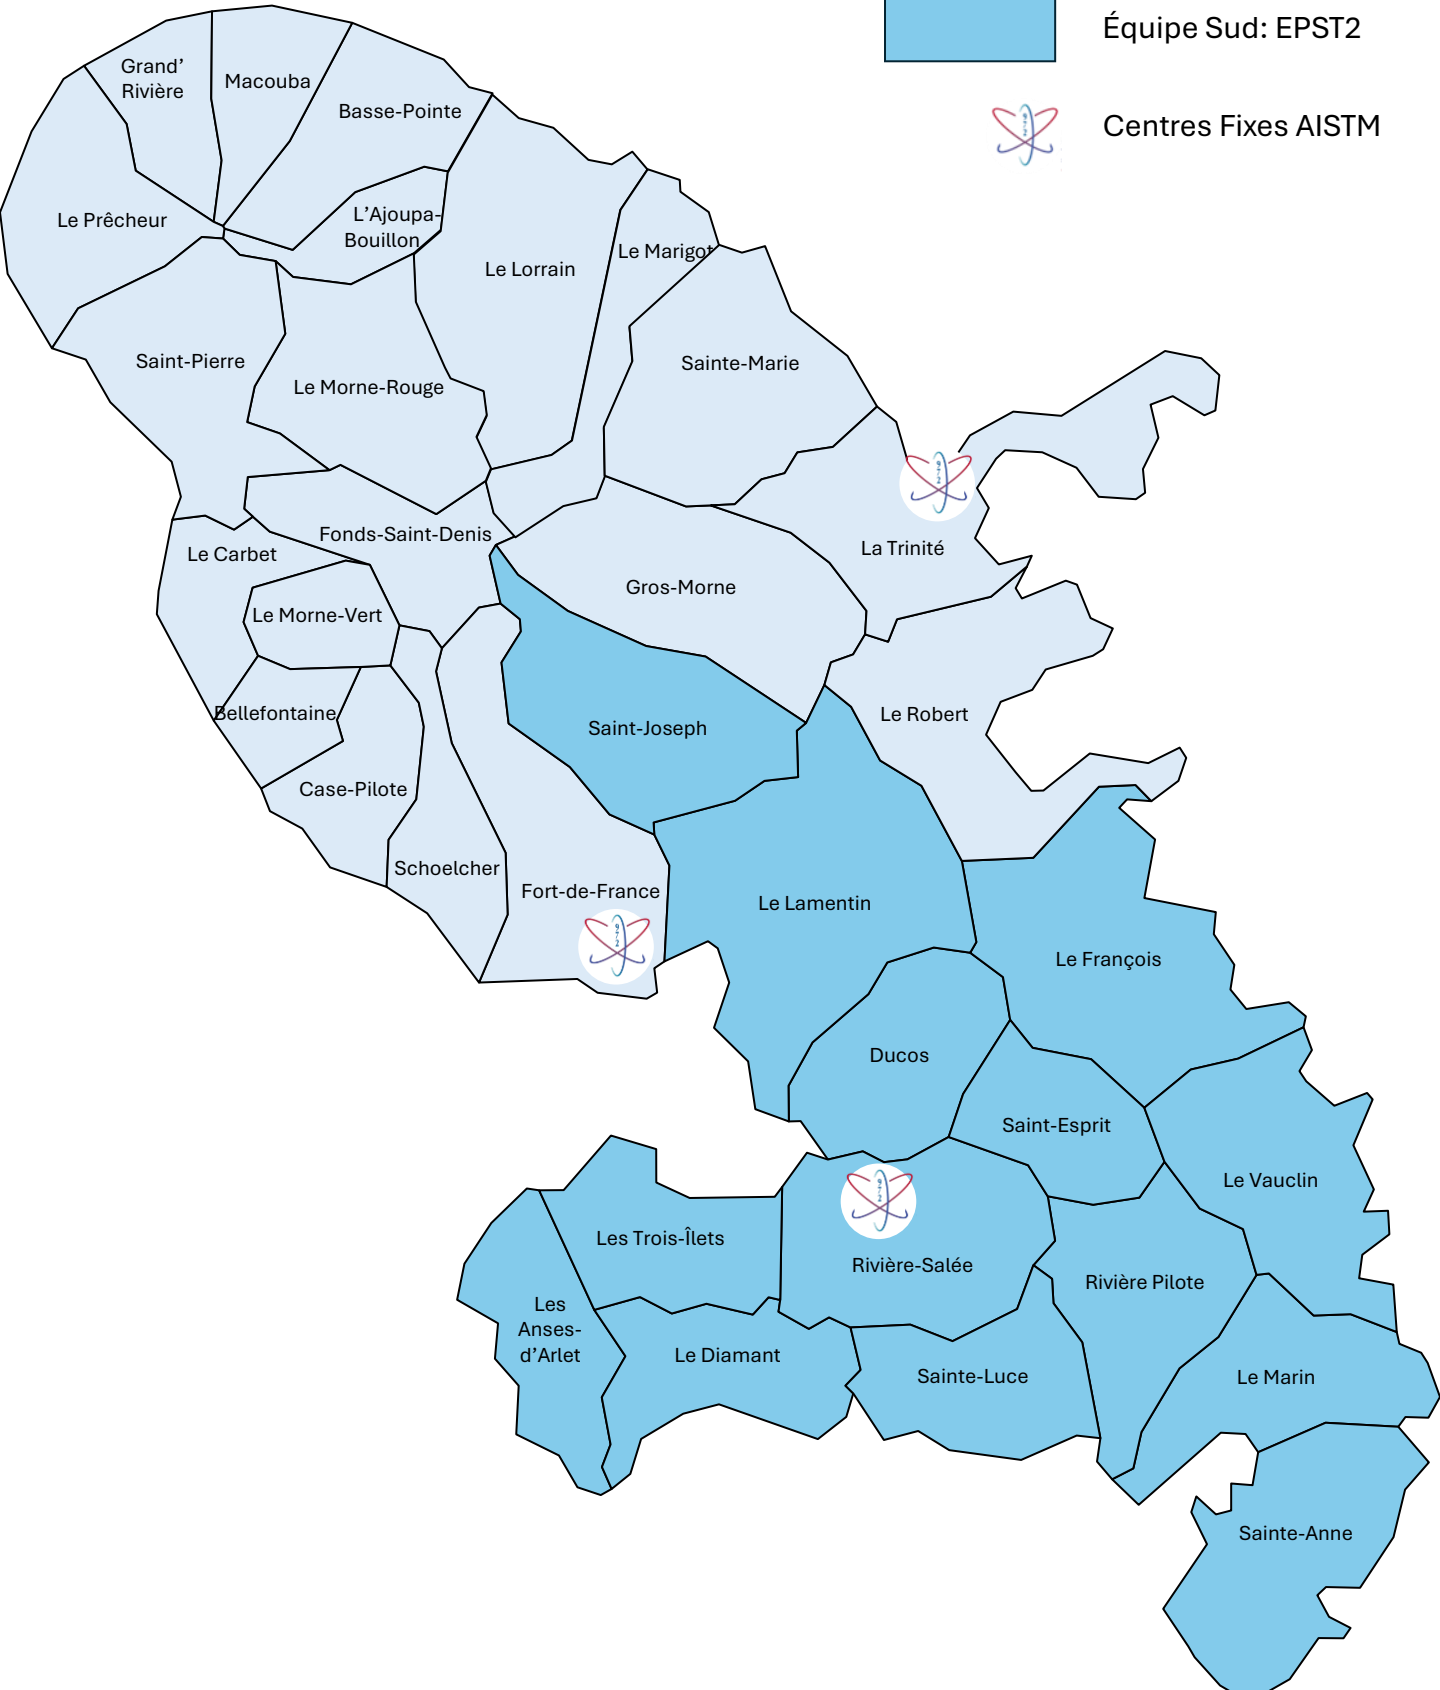 Équipe Sud: EPST2
Centres Fixes AISTM
972
Grand’
Rivière
Macouba
Basse-Pointe
Le Prêcheur
L’Ajoupa-
Bouillon
Le Lorrain
Le Marigot
Saint-Pierre
Le Morne-Rouge
Sainte-Marie
972
Fonds-Saint-Denis
Le Carbet
La Trinité
Gros-Morne
Le Morne-Vert
Bellefontaine
Saint-Joseph
Le Robert
Case-Pilote
Schoelcher
Fort-de-France
972
Le Lamentin
Le François
Ducos
Saint-Esprit
Le Vauclin
972
Les Trois-Îlets
Rivière-Salée
Rivière Pilote
Les
Anses-
d’Arlet
Le Diamant
Sainte-Luce
Le Marin
Sainte-Anne